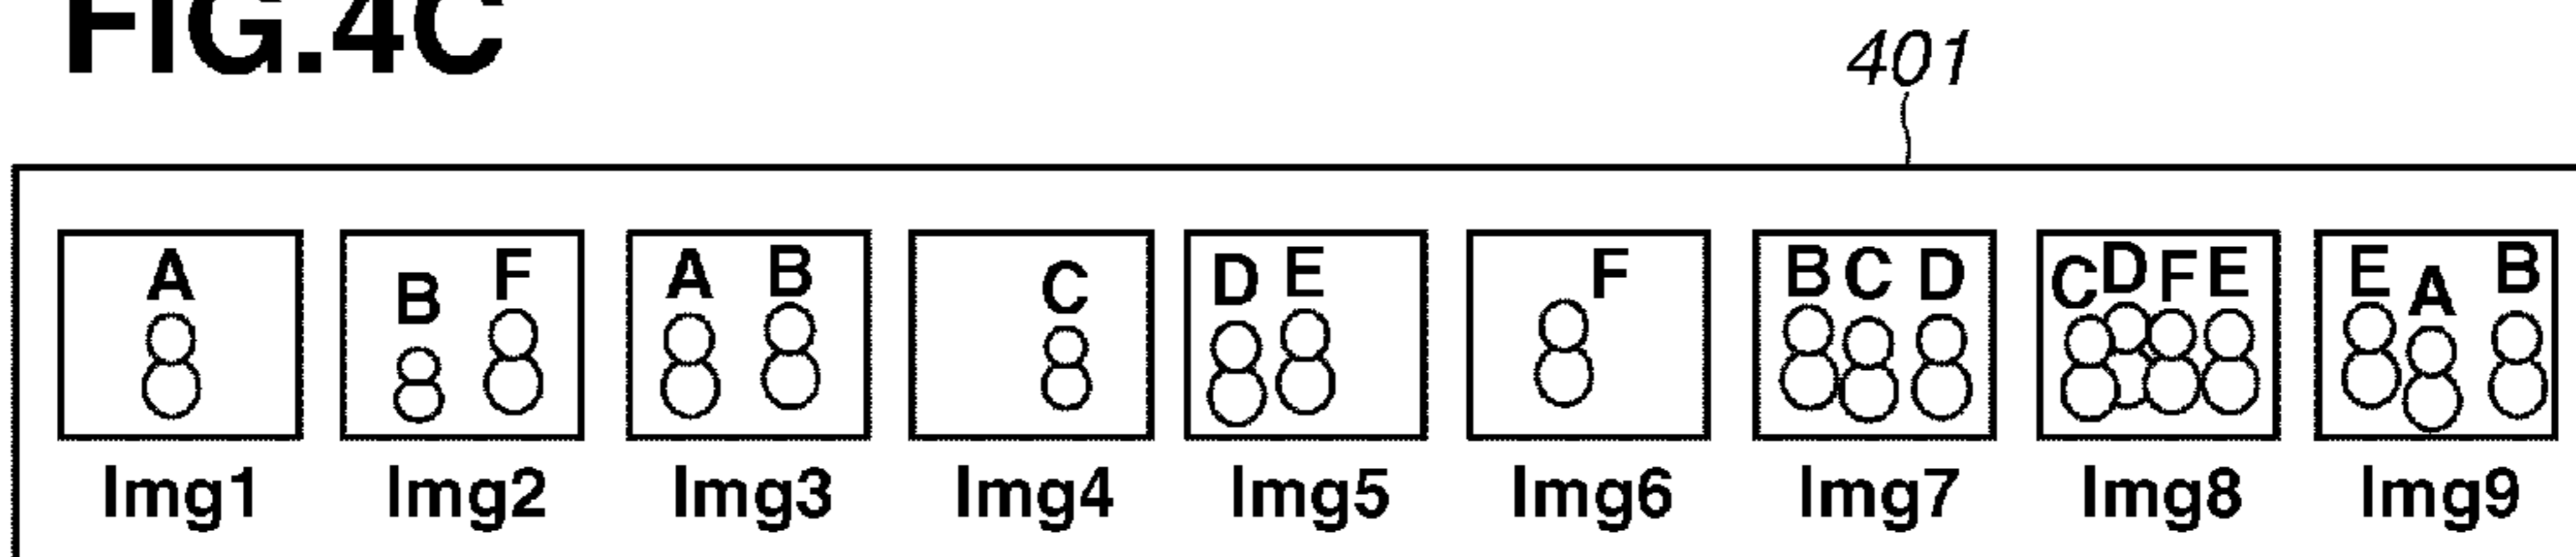 FIG.4C
401
A B F A B C D E F B C D C D F E E A B
Img1 Img2 Img3 Img4 Img5 Img6 Img7 Img8 Img9